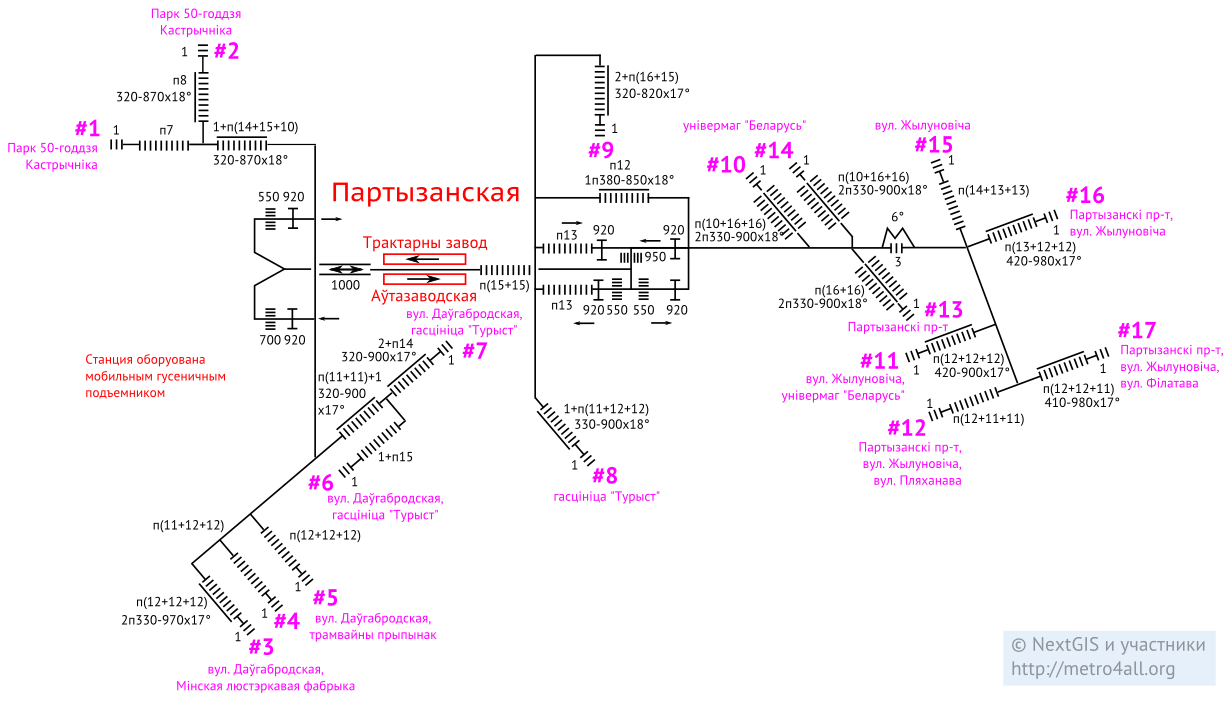 Парк 50-годдзя
Кастрычніка
1
#2
п8
320-870x18°
#1
1
п7
1+п(14+15+10)
Парк 50-годдзя
Кастрычніка
320-870x18°
2+п(16+15)
320-820x17°
1
#9
550 920
Партызанская
Трактарны завод
1000
Аўтазаводская
п(15+15)
700 920
вул. Даўгабродская,
гасцініца "Турыст"
#7
1
2+п14
320-900x17°
п(11+11)+1
320-900
x17°
Станция оборуована
мобильным гусеничным
подъемником
п12
1п380-850x18°
п13
920
920
950
п13
920
550
550
920
універмаг "Беларусь"
#10
1
#14
1
п(10+16+16)
2п330-900x18°
п(10+16+16)
2п330-900x18°
6°
3
вул. Жылуновіча
#15
1
п(14+13+13)
#16
1
Партызанскі пр-т,
вул. Жылуновіча
п(13+12+12)
420-980x17°
п(16+16)
2п330-900x18°
1
#13
Партызанскі пр-т
#11
1
п(12+12+12)
420-900x17°
вул. Жылуновіча,
універмаг "Беларусь"
#17
1
Партызанскі пр-т,
вул. Жылуновіча,
вул. Філатава
п(12+12+11)
410-980x17°
1
п(12+11+11)
#12
Партызанскі пр-т,
вул. Жылуновіча,
вул. Пляханава
1+п(11+12+12)
330-900x18°
1
#8
гасцініца "Турыст"
1+п15
#6
1
вул. Даўгабродская,
гасцініца "Турыст"
п(11+12+12)
п(12+12+12)
1
#5
вул. Даўгабродская,
трамвайны прыпынак
п(12+12+12)
2п330-970x17°
1
#4
1
#3
вул. Даўгабродская,
Мінская люстэркавая фабрыка
© NextGIS и участники
http://metro4all.org